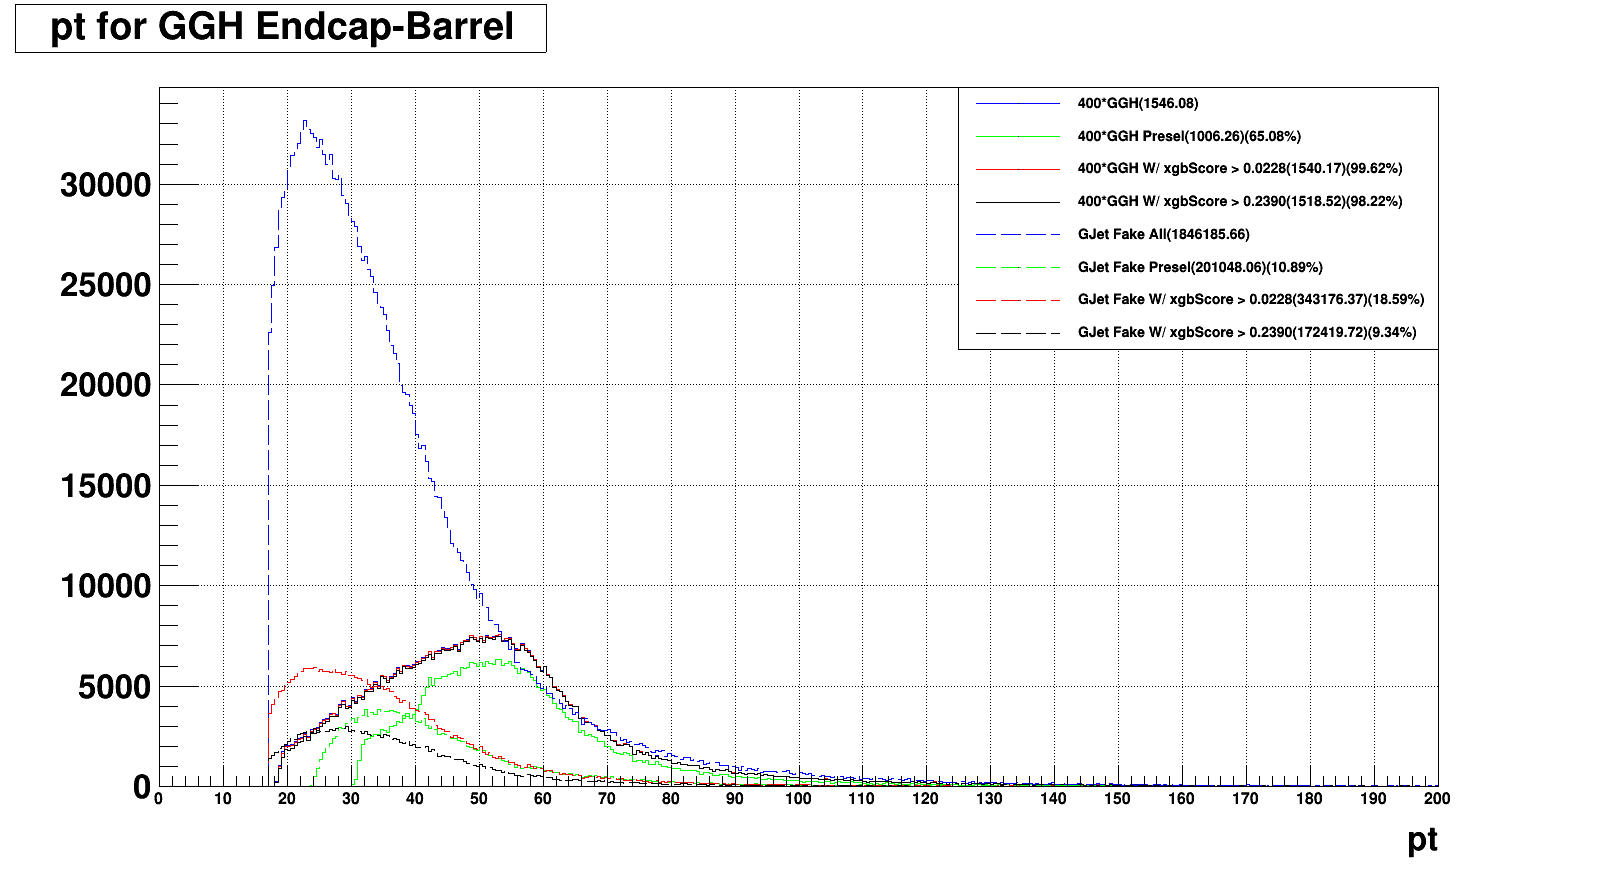 pt for GGH Endcap-Barrel
400*GGH(1546.08)
400*GGH Presel(1006.26)(65.08%)
400*GGH W/ xgbScore > 0.0228(1540.17)(99.62%)
400*GGH W/ xgbScore > 0.2390(1518.52)(98.22%)
GJet Fake All(1846185.66)
GJet Fake Presel(201048.06)(10.89%)
GJet Fake W/ xgbScore > 0.0228(343176.37)(18.59%)
GJet Fake W/ xgbScore > 0.2390(172419.72)(9.34%)
30000
25000
20000
15000
10000
5000
0
0 10 20 30 40 50 60 70 80 90 100 110 120 130 140 150 160 170 180 190 200
pt